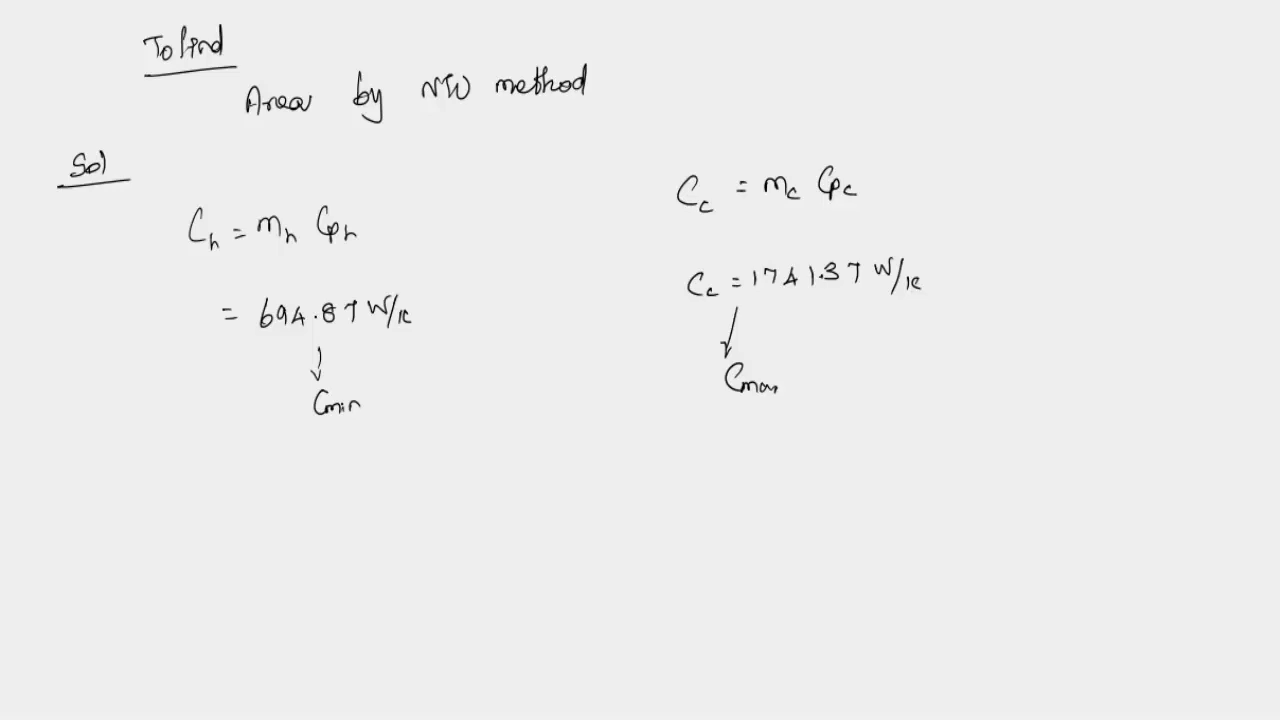 To find
Area by NTU method
Sol
Ch = mh Cph
= 694.87 W/K
Cmin
Cc = mc Cpc
Cc = 1741.37 W/K
Cmax